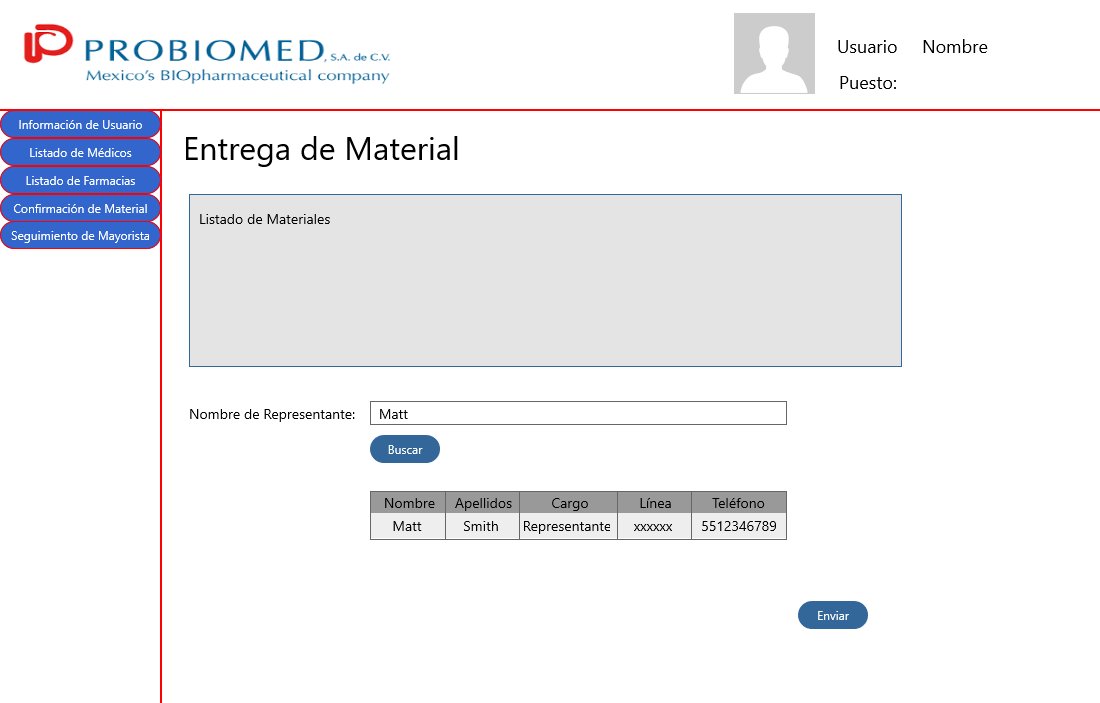 PROBIOMED, S.A. de C.V.
Mexico's BIOpharmaceutical company
Usuario Nombre
Puesto:
Información de Usuario
Listado de Médicos
Listado de Farmacias
Confirmación de Material
Seguimiento de Mayorista
Entrega de Material
Listado de Materiales
Nombre de Representante: Matt
Buscar
Nombre Apellidos Cargo Línea Teléfono
Matt Smith Representante xxxxxx 5512346789
Enviar